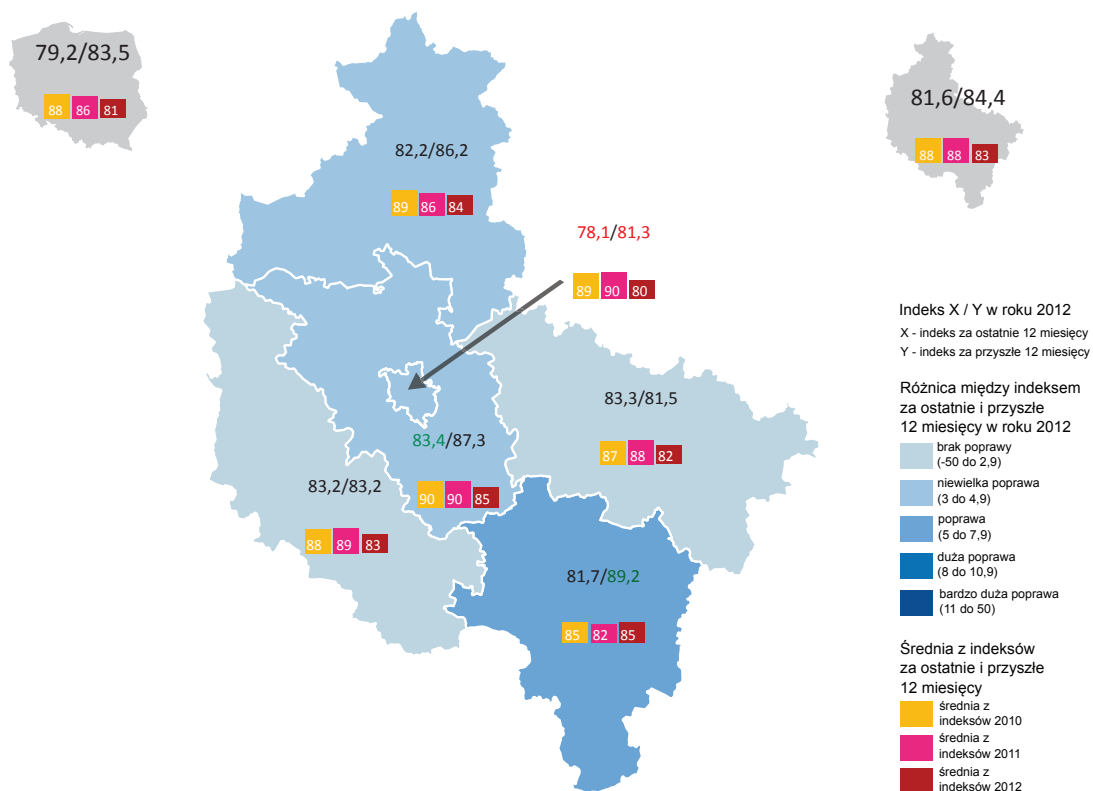 79,2/83,5
88 86 81
81,6/84,4
88 88 83
82,2/86,2
89 86 84
78,1/81,3
89 90 80
83,3/81,5
87 88 82
83,4/87,3
90 90 85
83,2/83,2
88 89 83
81,7/89,2
85 82 85
Indeks X / Y w roku 2012
X - indeks za ostatnie 12 miesięcy
Y - indeks za przyszłe 12 miesięcy
Różnica między indeksem
za ostatnie i przyszłe
12 miesięcy w roku 2012
brak poprawy
(-50 do 2,9)
niewielka poprawa
(3 do 4,9)
poprawa
(5 do 7,9)
duża poprawa
(8 do 10,9)
bardzo duża poprawa
(11 do 50)
Średnia z indeksów
za ostatnie i przyszłe
12 miesięcy
średnia z
indeksów 2010
średnia z
indeksów 2011
średnia z
indeksów 2012